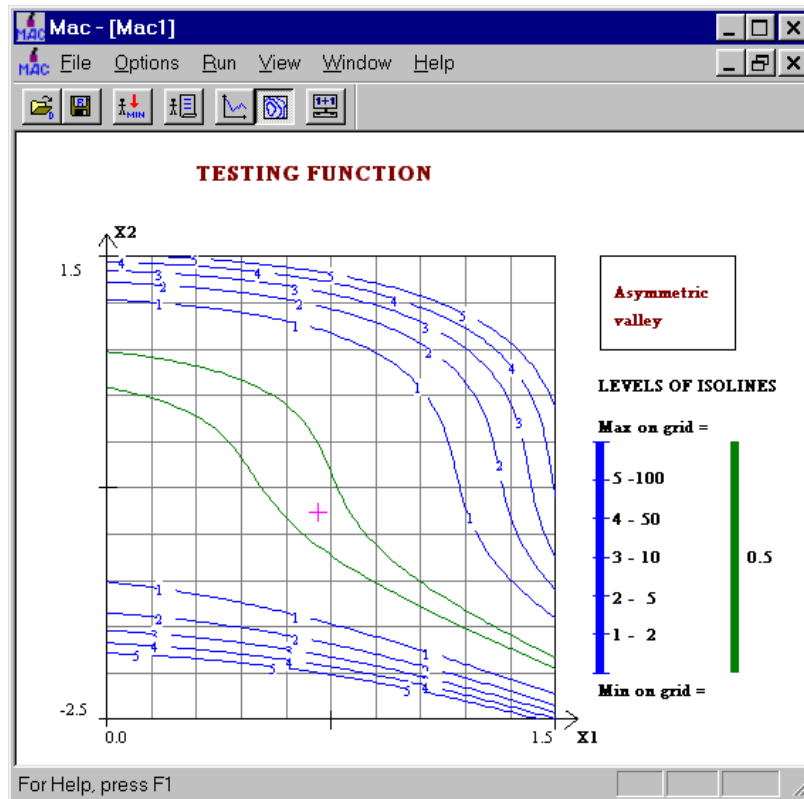 Mac - [Mac1]
MAC File Options Run View Window Help
TESTING FUNCTION
X2
1.5
-2.5
0.0
1.5
X1
Asymmetric
valley
LEVELS OF ISOLINES
Max on grid =
5 -100
4 - 50
3 - 10
2 - 5
1 - 2
0.5
Min on grid =
For Help, press F1